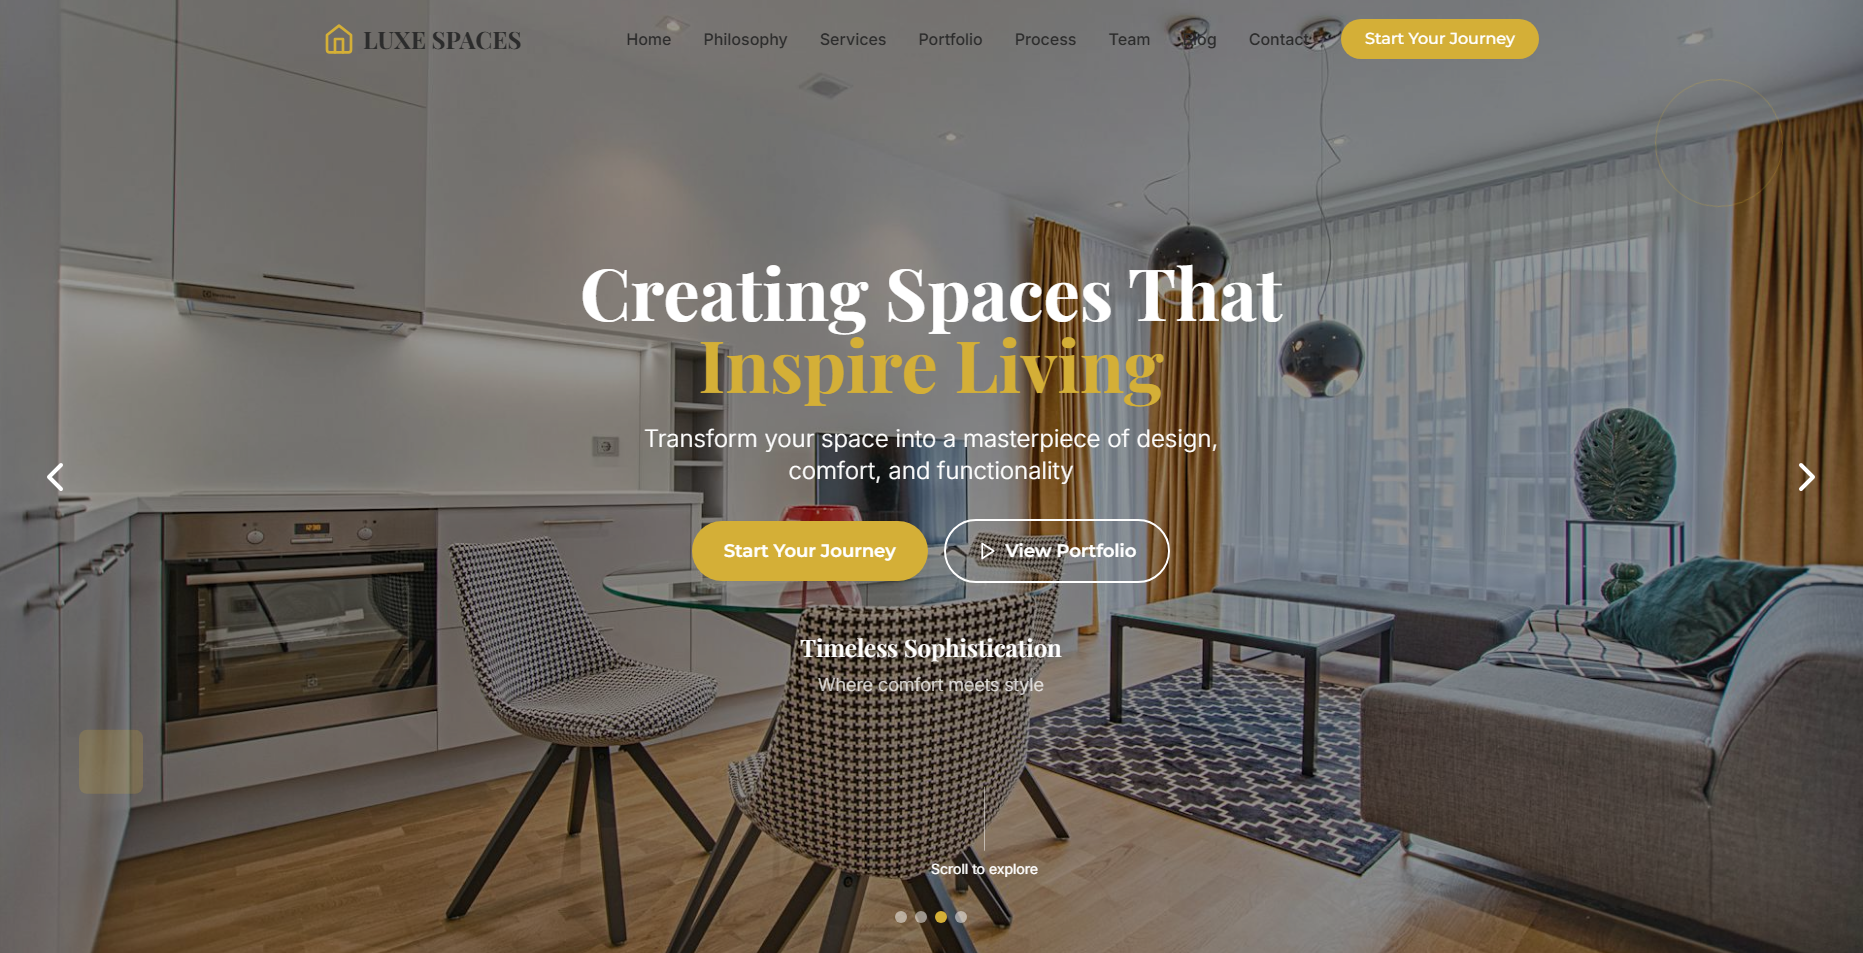 LUXE SPACES
Home Philosophy Services Portfolio Process Team Blog Contact Start Your Journey
Creating Spaces That
Inspire Living
Transform your space into a masterpiece of design,
comfort, and functionality
Start Your Journey View Portfolio
Timeless Sophistication
Where comfort meets style
Scroll to explore